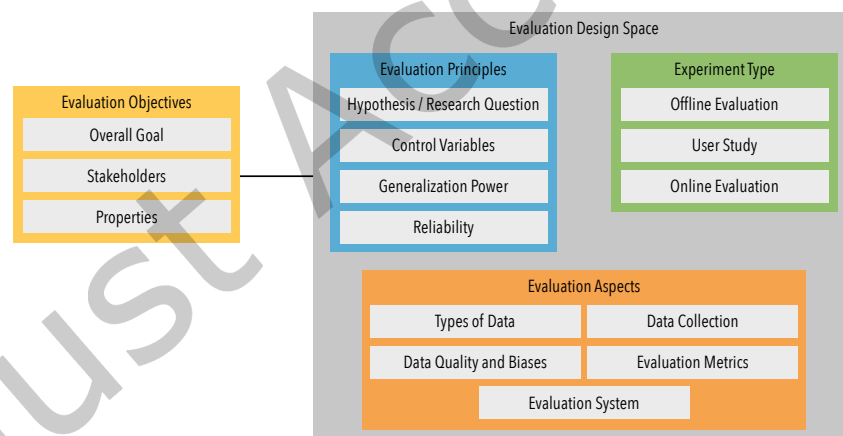 Evaluation Design Space
Evaluation Objectives
Overall Goal
Stakeholders
Properties
Evaluation Principles
Hypothesis / Research Question
Control Variables
Generalization Power
Reliability
Experiment Type
Offline Evaluation
User Study
Online Evaluation
Evaluation Aspects
Types of Data
Data Collection
Data Quality and Biases
Evaluation Metrics
Evaluation System
ust Acc